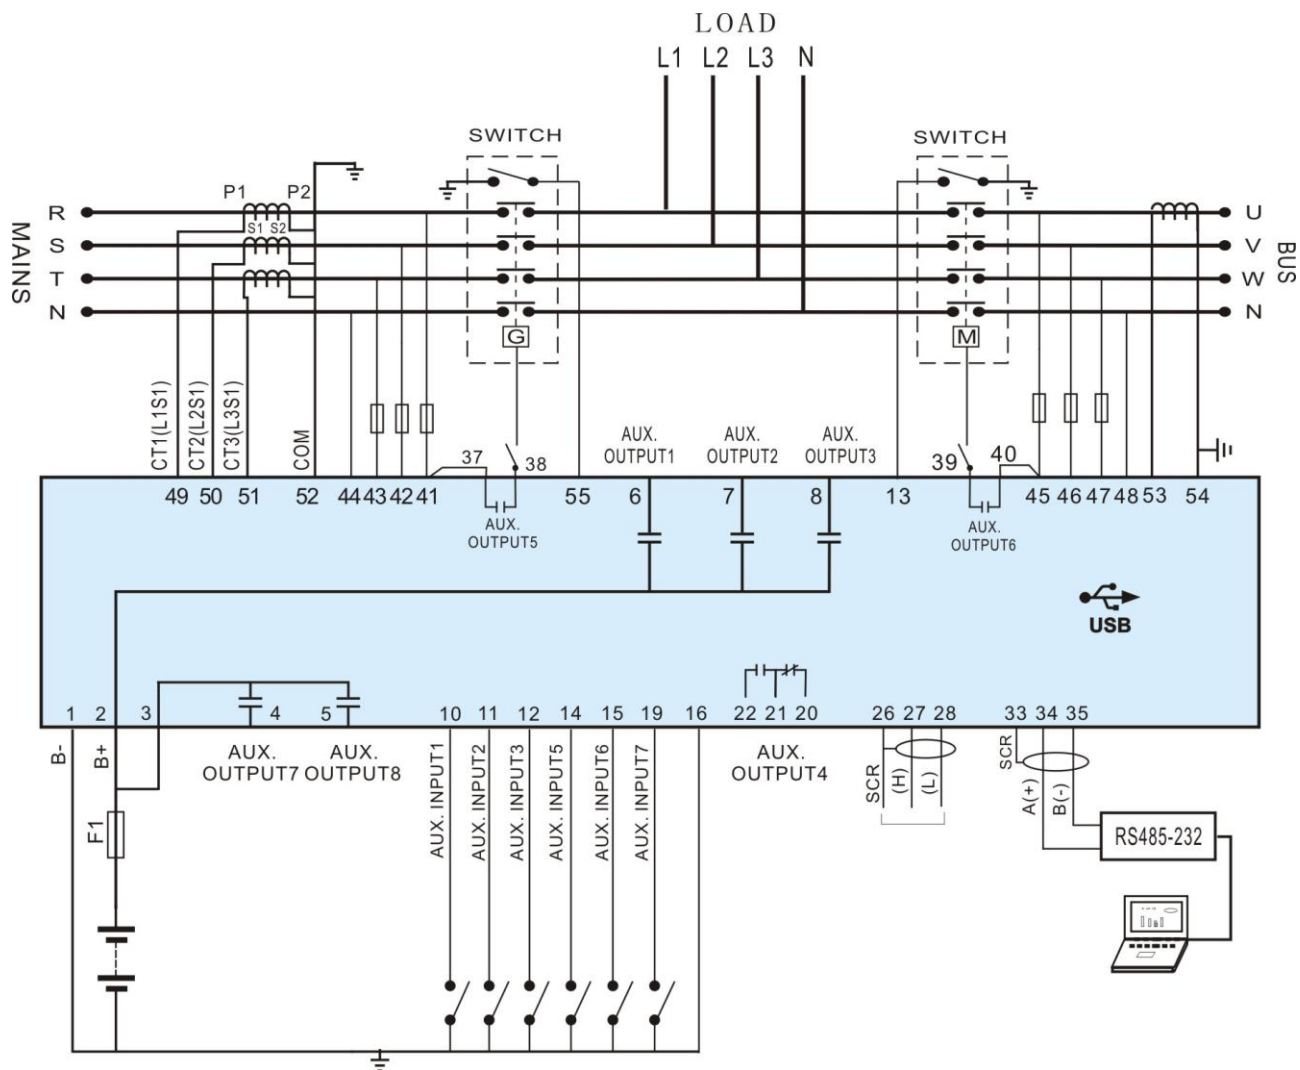 LOAD
L1 L2 L3 N
SWITCH SWITCH
P1 P2
R U
S1 S2
S V
T W
N N
MAINS
BUS
G M
CT1(L1S1)
CT2(L2S1)
CT3(L3S1)
COM
AUX. OUTPUT1
AUX. OUTPUT2
AUX. OUTPUT3
37 38 39 40
49 50 51 52 44 43 42 41 55 6 7 8 13 45 46 47 48 53 54
AUX. OUTPUT5
AUX. OUTPUT6
USB
1 2 3 4 5 10 11 12 14 15 19 16 22 21 20 26 27 28 33 34 35
B-
B+
AUX. OUTPUT7
AUX. OUTPUT8
AUX. INPUT1
AUX. INPUT2
AUX. INPUT3
AUX. INPUT5
AUX. INPUT6
AUX. INPUT7
AUX. OUTPUT4
SCR
(H)
(L)
SCR
A(+)
B(-)
F1
RS485-232